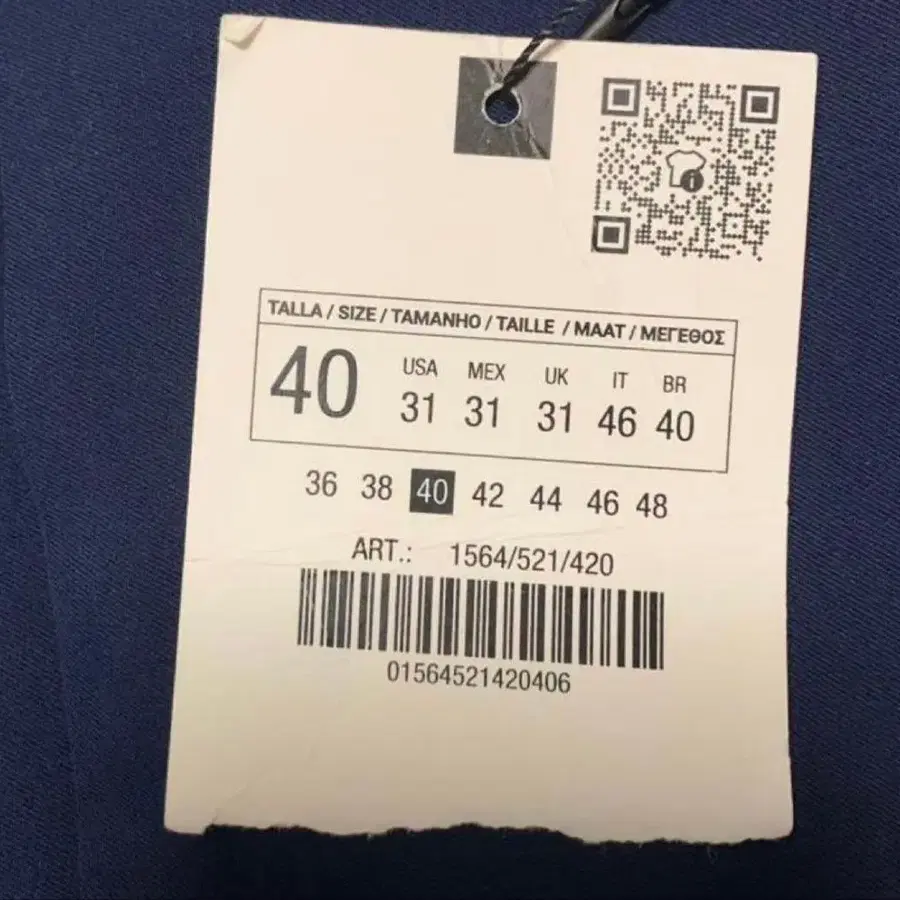 TALLA / SIZE / TAMANHO / TAILLE / MAAT / ΜΕΓΕΘΟΣ
40
USA MEX UK IT BR
31 31 31 46 40
36 38 40 42 44 46 48
ART.: 1564/521/420
01564521420406